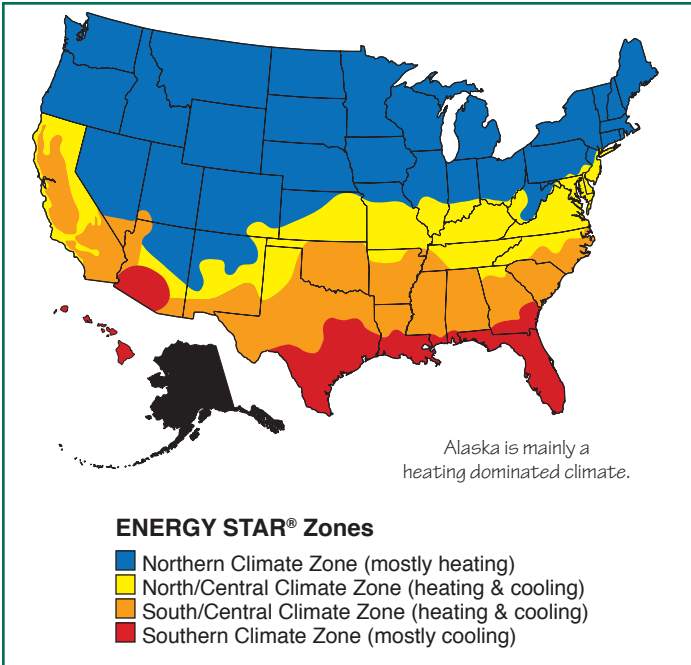 Alaska is mainly a
heating dominated climate.
ENERGY STAR® Zones
Northern Climate Zone (mostly heating)
North/Central Climate Zone (heating & cooling)
South/Central Climate Zone (heating & cooling)
Southern Climate Zone (mostly cooling)